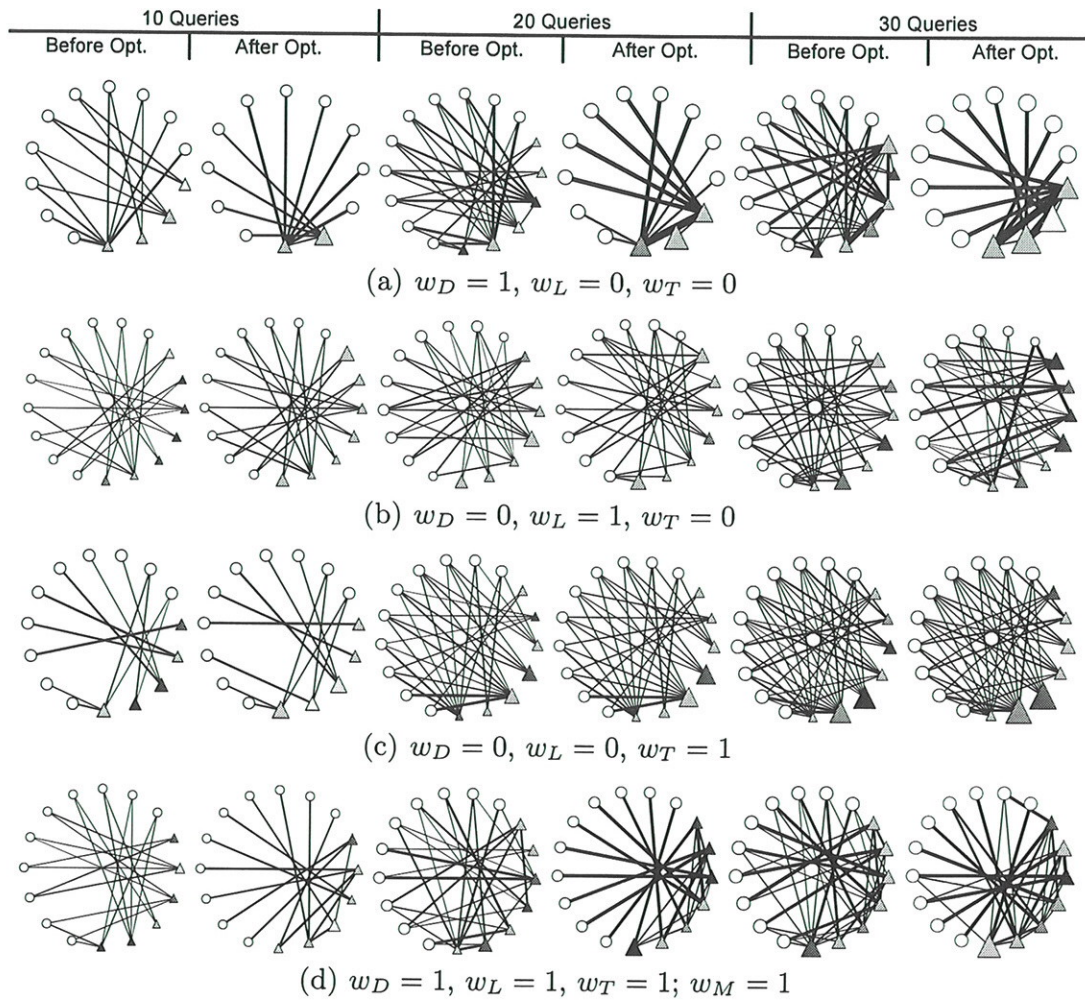 10 Queries 20 Queries 30 Queries
Before Opt. After Opt. Before Opt. After Opt. Before Opt. After Opt.
(a) w_D = 1, w_L = 0, w_T = 0
(b) w_D = 0, w_L = 1, w_T = 0
(c) w_D = 0, w_L = 0, w_T = 1
(d) w_D = 1, w_L = 1, w_T = 1; w_M = 1